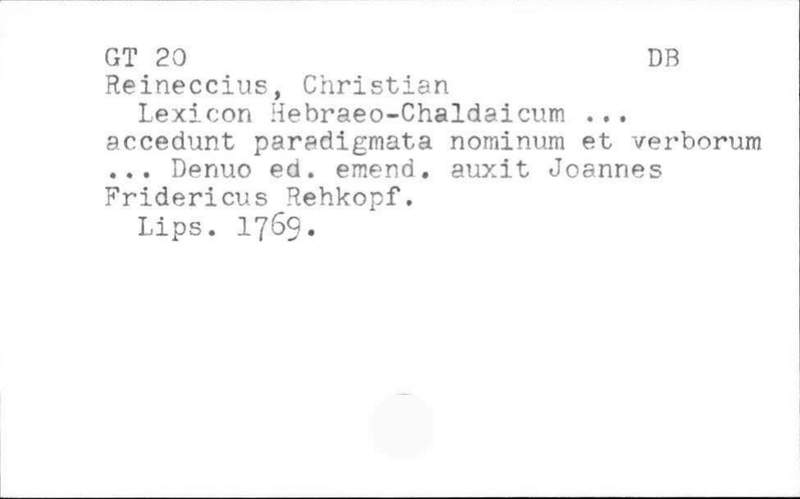 GT 20 DB
Reineccius, Christian
Lexicon Hebraeo-Chaldaicum ...
accedunt paradigmata nominum et verborum
... Denuo ed. emend. auxit Joannes
Fridericus Rehkopf.
Lips. 1769.